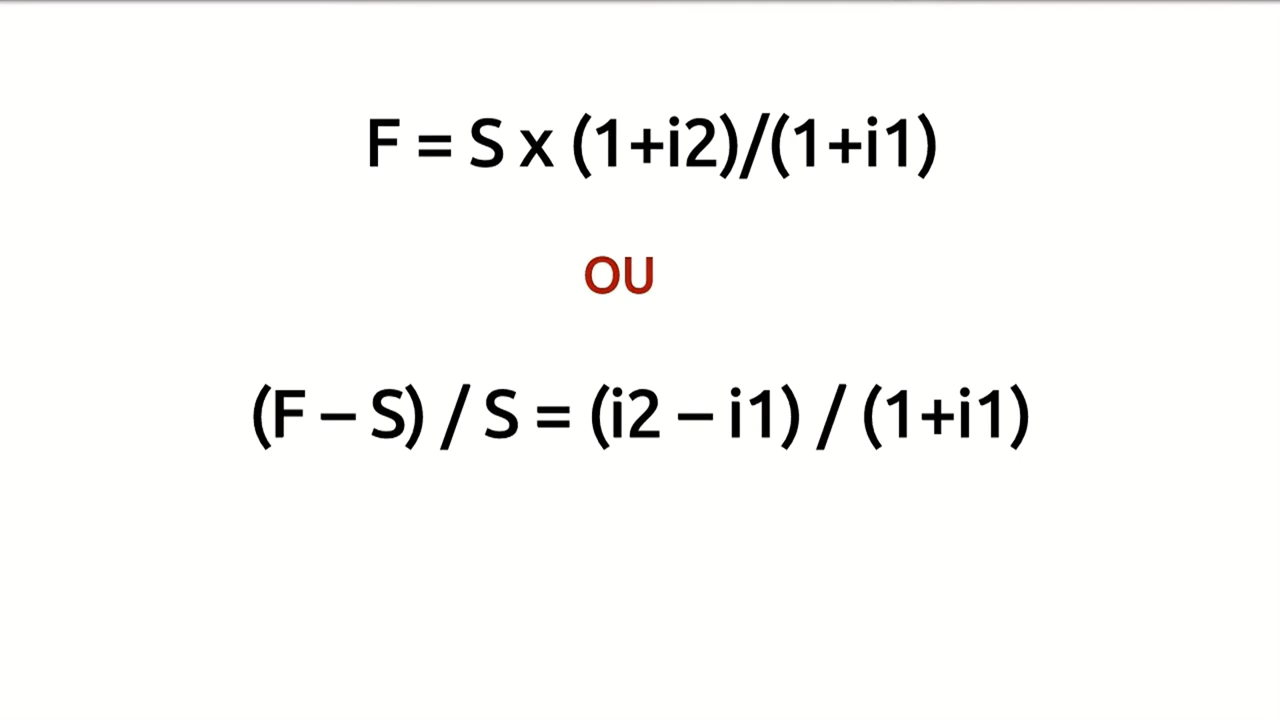 F = S x (1+i2)/(1+i1)
OU
(F – S) / S = (i2 – i1) / (1+i1)